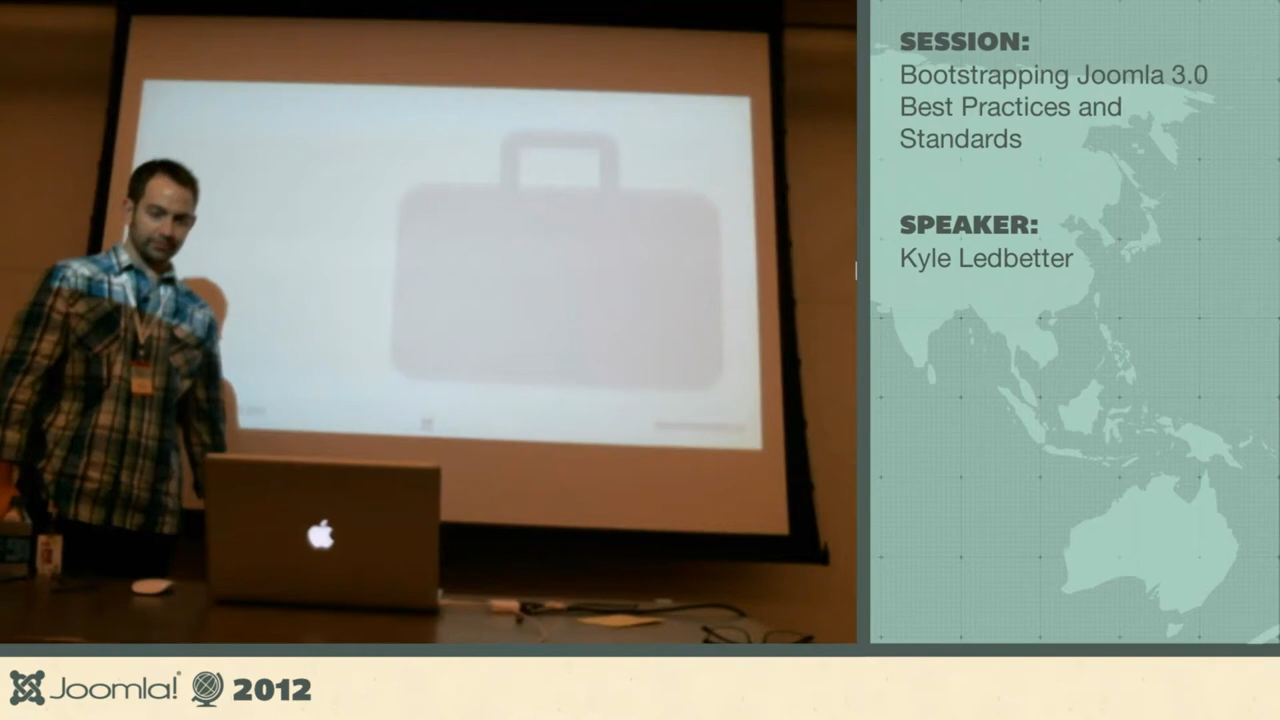 SESSION:
Bootstrapping Joomla 3.0
Best Practices and
Standards
SPEAKER:
Kyle Ledbetter
Joomla! 2012